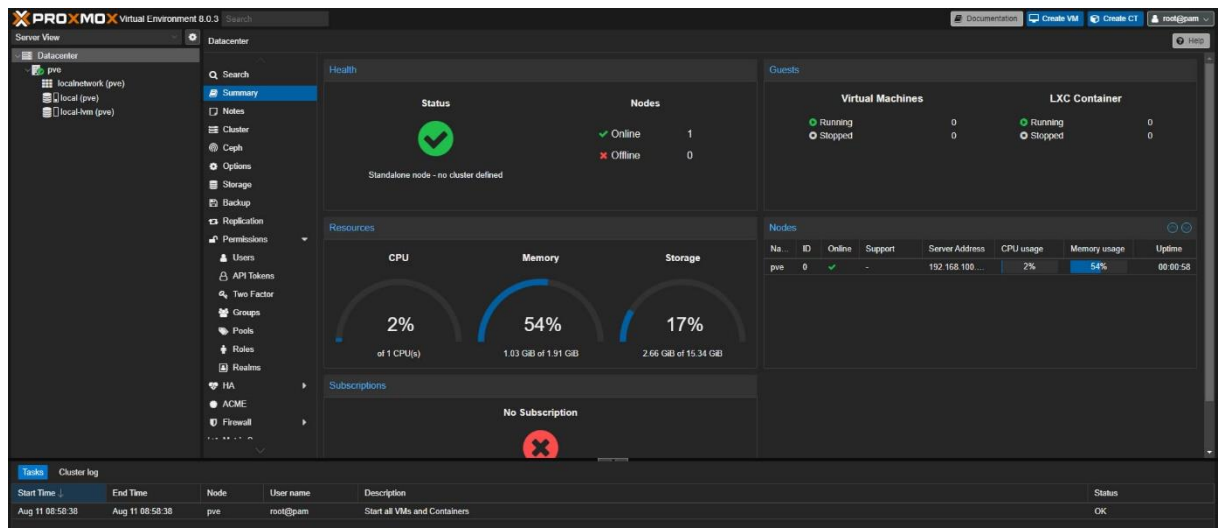 PROXMOX Virtual Environment 8.0.3 Search Documentation Create VM Create CT root@pam
Server View
Datacenter
pve
localnetwork (pve)
local (pve)
local-lvm (pve)
Datacenter Help
Search
Summary
Notes
Cluster
Ceph
Options
Storage
Backup
Replication
Permissions
Users
API Tokens
Two Factor
Groups
Pools
Roles
Realms
HA
ACME
Firewall
Health
Status
Standalone node - no cluster defined
Nodes
Online 1
Offline 0
Guests
Virtual Machines
Running 0
Stopped 0
LXC Container
Running 0
Stopped 0
Resources
CPU
2%
of 1 CPU(s)
Memory
54%
1.03 GiB of 1.91 GiB
Storage
17%
2.66 GiB of 15.34 GiB
Nodes
Na... ID Online Support Server Address CPU usage Memory usage Uptime
pve 0 - 192.168.100.... 2% 54% 00:00:58
Subscriptions
No Subscription
Tasks Cluster log
Start Time ↓ End Time Node User name Description Status
Aug 11 08:58:38 Aug 11 08:58:38 pve root@pam Start all VMs and Containers OK